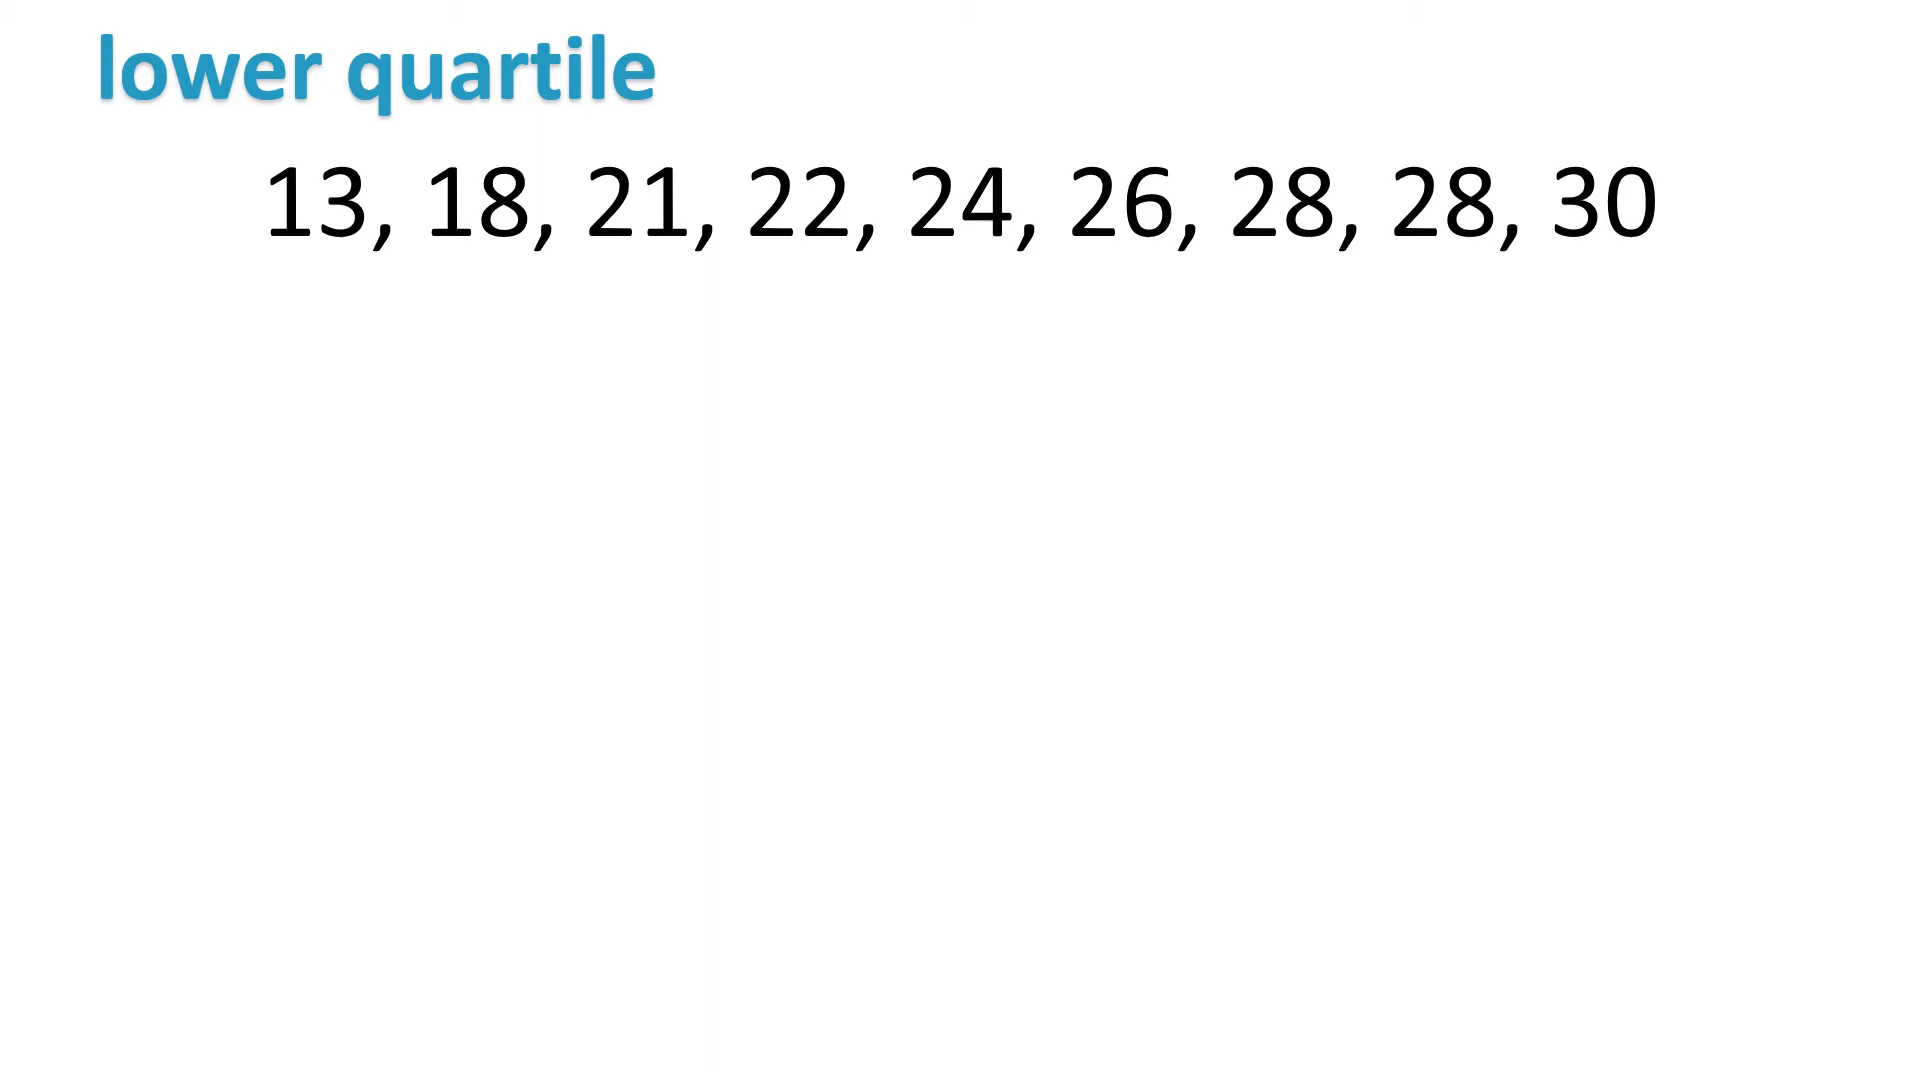 lower quartile
13, 18, 21, 22, 24, 26, 28, 28, 30